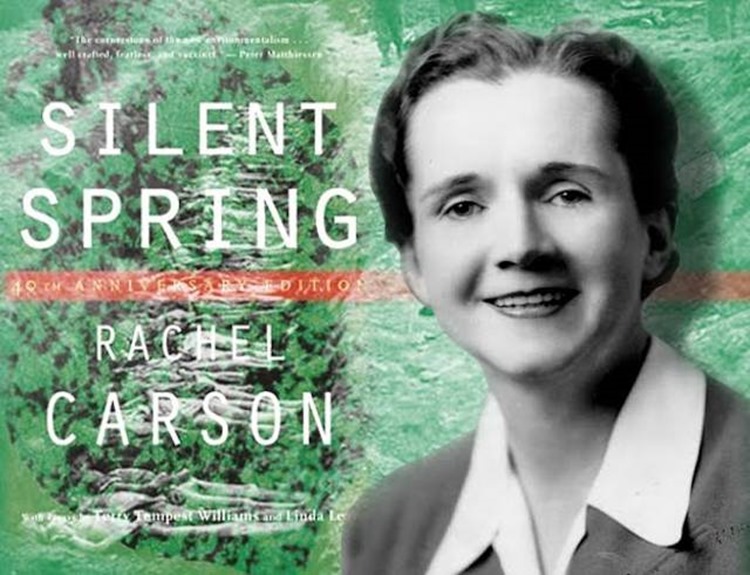 "The cornerstone of the new environmentalism . . .
well crafted, fearless, and succinct." — Peter Matthiessen
SILENT
SPRING
40TH ANNIVERSARY EDITION
RACHEL
CARSON
With Essays by Terry Tempest Williams and Linda Le